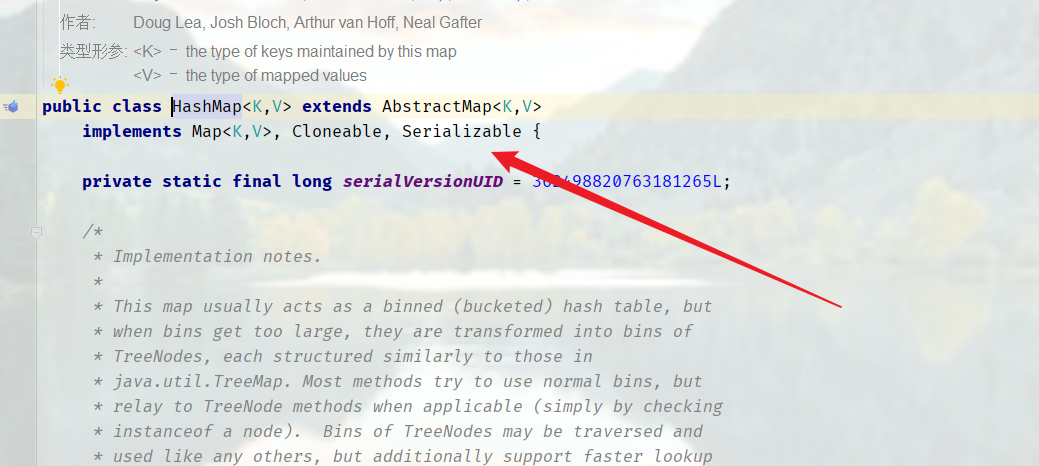 作者: Doug Lea, Josh Bloch, Arthur van Hoff, Neal Gafter
类型形参: <K> – the type of keys maintained by this map
<V> – the type of mapped values
public class HashMap<K,V> extends AbstractMap<K,V>
implements Map<K,V>, Cloneable, Serializable {
private static final long serialVersionUID = 362498820763181265L;
/*
* Implementation notes.
*
* This map usually acts as a binned (bucketed) hash table, but
* when bins get too large, they are transformed into bins of
* TreeNodes, each structured similarly to those in
* java.util.TreeMap. Most methods try to use normal bins, but
* relay to TreeNode methods when applicable (simply by checking
* instanceof a node).  Bins of TreeNodes may be traversed and
* used like any others, but additionally support faster lookup